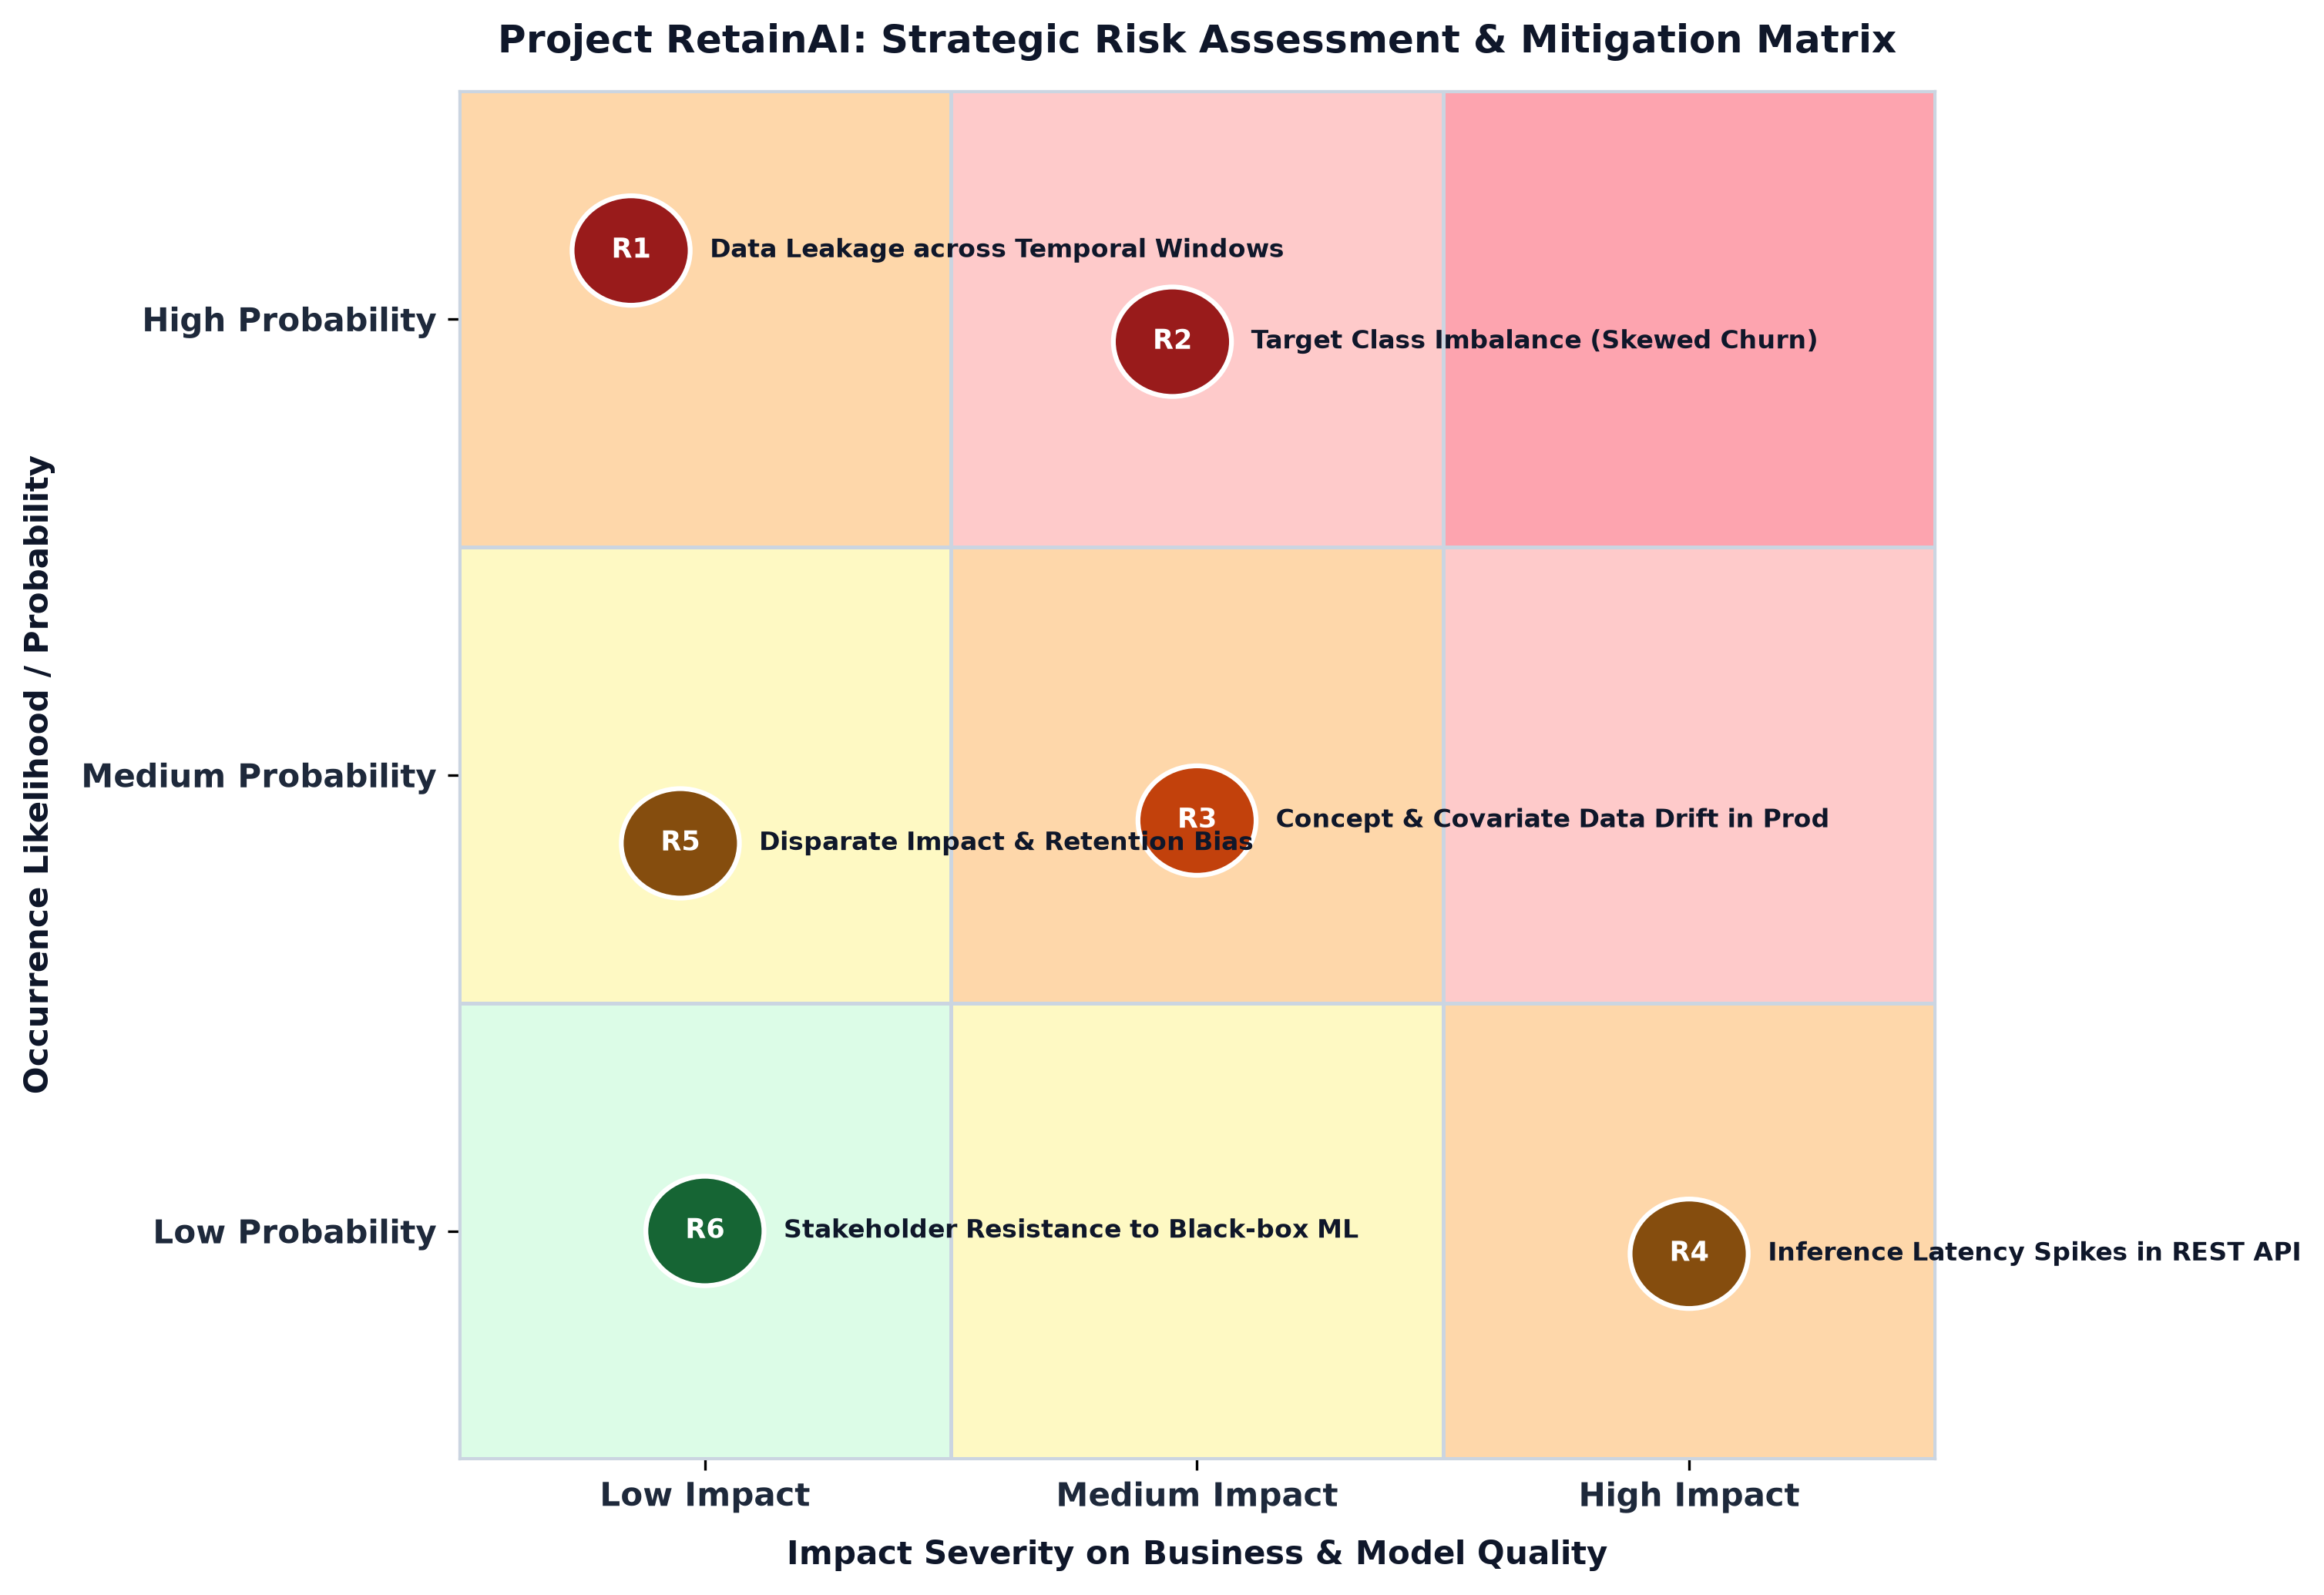 Project RetainAI: Strategic Risk Assessment & Mitigation Matrix
Occurrence Likelihood / Probability
High Probability
Medium Probability
Low Probability
R1
Data Leakage across Temporal Windows
R2
Target Class Imbalance (Skewed Churn)
R3
Concept & Covariate Data Drift in Prod
R5
Disparate Impact & Retention Bias
R6
Stakeholder Resistance to Black-box ML
R4
Inference Latency Spikes in REST API
Low Impact
Medium Impact
High Impact
Impact Severity on Business & Model Quality